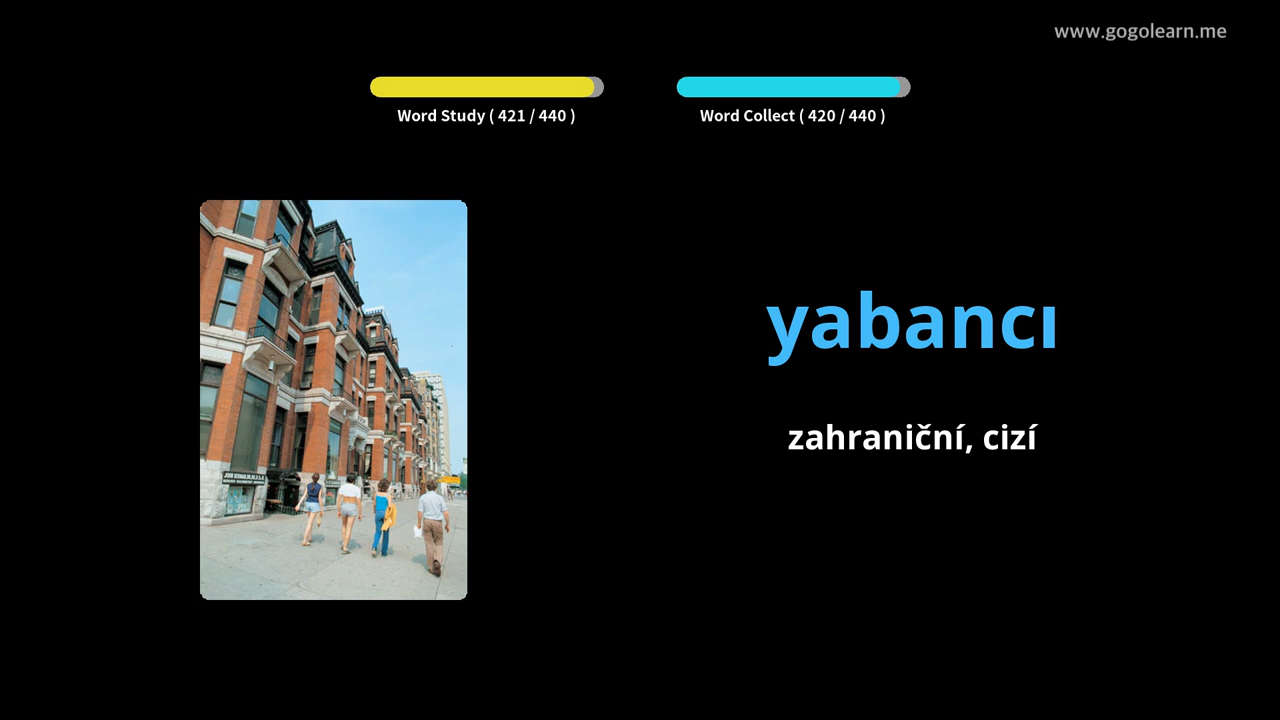 www.gogolearn.me
Word Study ( 421 / 440 )
Word Collect ( 420 / 440 )
yabancı
zahraniční, cizí